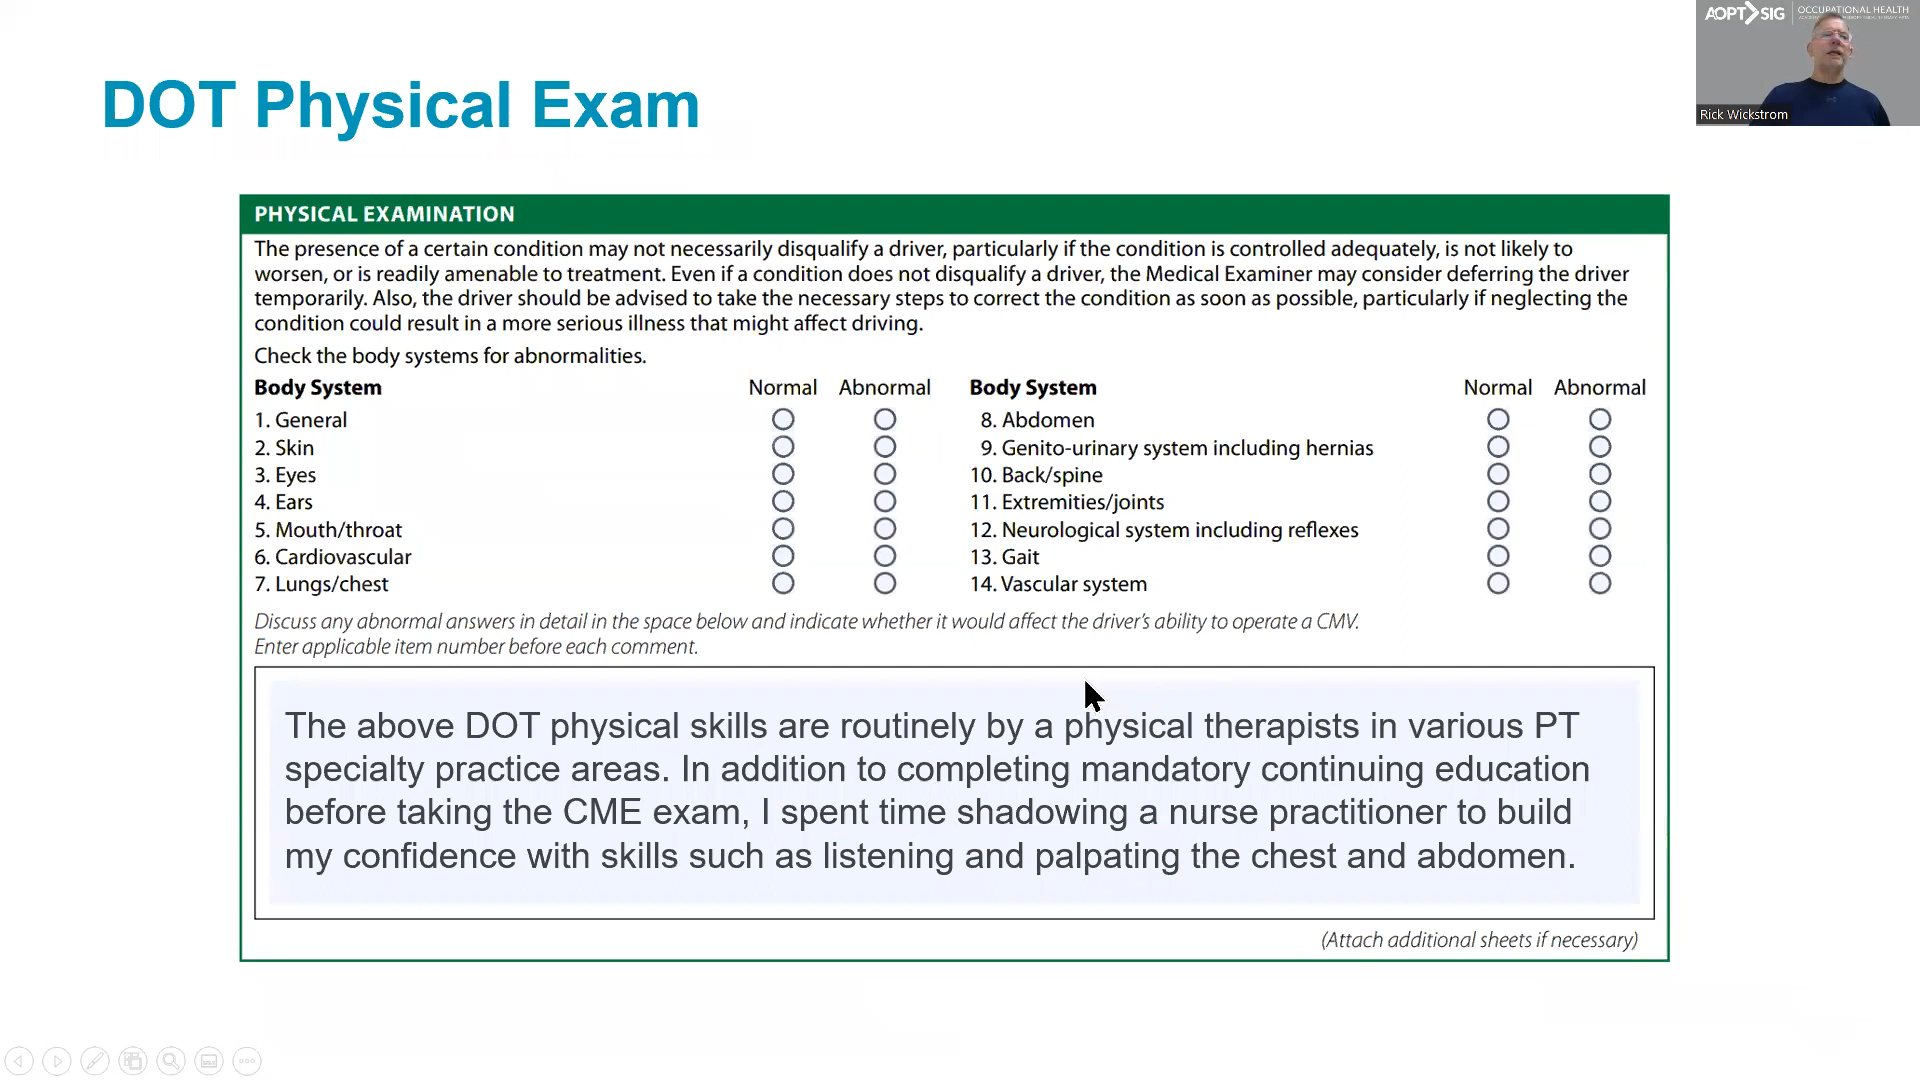 AOPT SIG OCCUPATIONAL HEALTH
Rick Wickstrom
DOT Physical Exam
PHYSICAL EXAMINATION
The presence of a certain condition may not necessarily disqualify a driver, particularly if the condition is controlled adequately, is not likely to
worsen, or is readily amenable to treatment. Even if a condition does not disqualify a driver, the Medical Examiner may consider deferring the driver
temporarily. Also, the driver should be advised to take the necessary steps to correct the condition as soon as possible, particularly if neglecting the
condition could result in a more serious illness that might affect driving.
Check the body systems for abnormalities.
Body System Normal Abnormal Body System Normal Abnormal
1. General 8. Abdomen
2. Skin 9. Genito-urinary system including hernias
3. Eyes 10. Back/spine
4. Ears 11. Extremities/joints
5. Mouth/throat 12. Neurological system including reflexes
6. Cardiovascular 13. Gait
7. Lungs/chest 14. Vascular system
Discuss any abnormal answers in detail in the space below and indicate whether it would affect the driver's ability to operate a CMV.
Enter applicable item number before each comment.
The above DOT physical skills are routinely by a physical therapists in various PT
specialty practice areas. In addition to completing mandatory continuing education
before taking the CME exam, I spent time shadowing a nurse practitioner to build
my confidence with skills such as listening and palpating the chest and abdomen.
(Attach additional sheets if necessary)